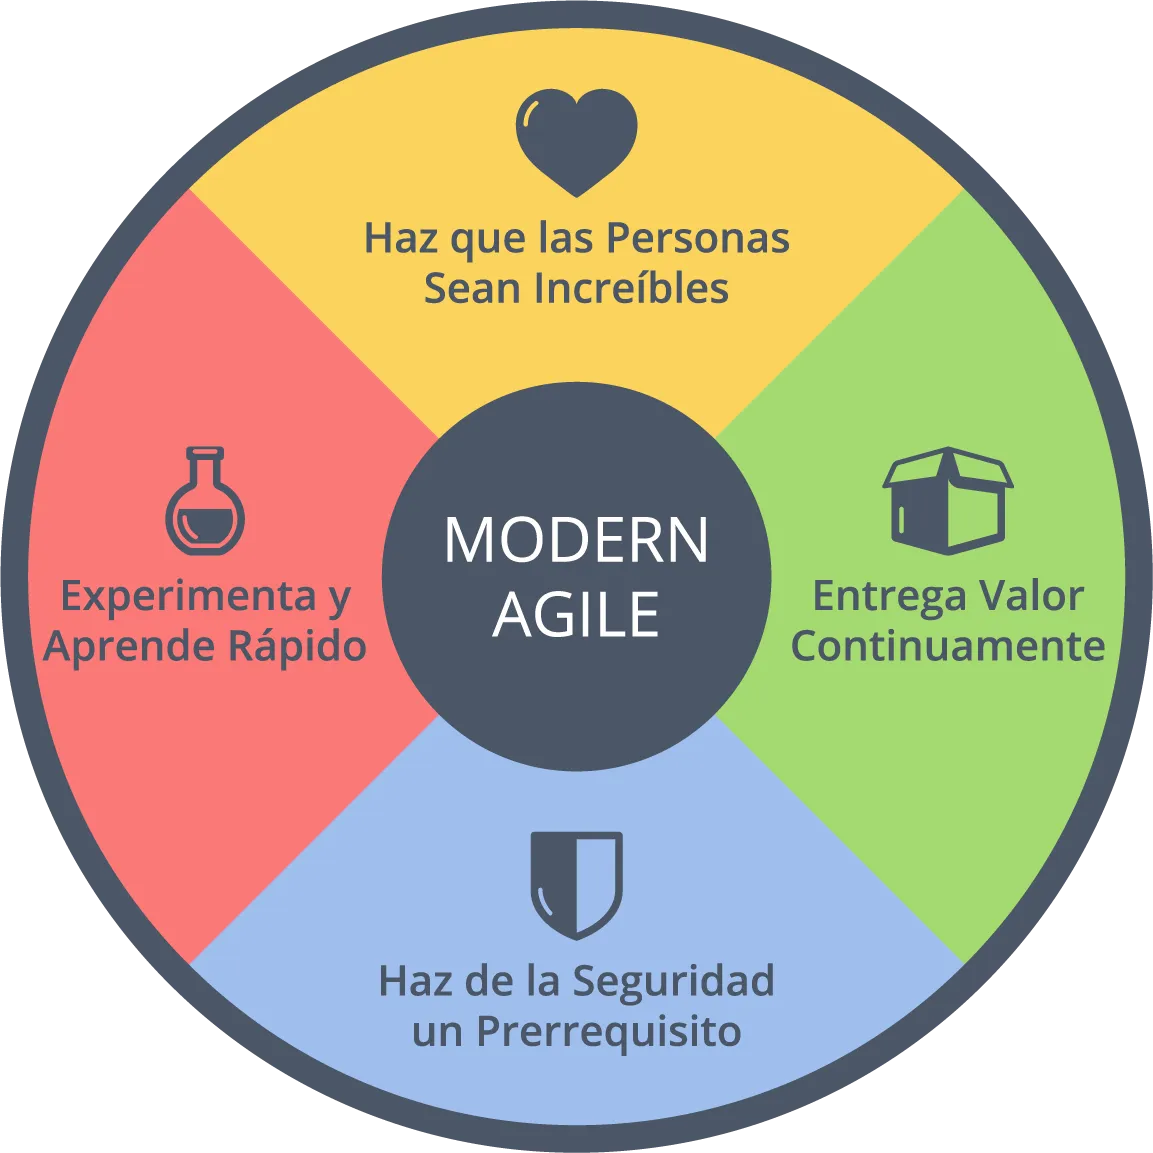 Haz que las Personas
Sean Increíbles
Experimenta y
Aprende Rápido
MODERN
AGILE
Entrega Valor
Continuamente
Haz de la Seguridad
un Prerrequisito